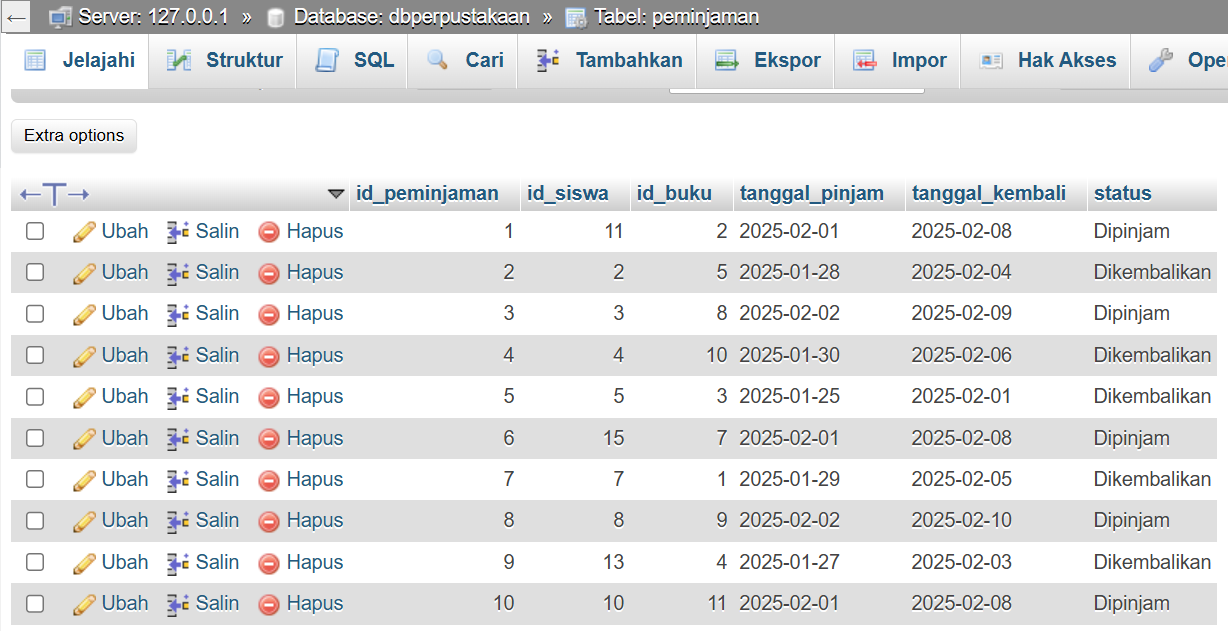 Server: 127.0.0.1 » Database: dbperpustakaan » Tabel: peminjaman
Jelajahi Struktur SQL Cari Tambahkan Ekspor Impor Hak Akses Oper
Extra options
←T→ id_peminjaman id_siswa id_buku tanggal_pinjam tanggal_kembali status
Ubah Salin Hapus 1 11 2 2025-02-01 2025-02-08 Dipinjam
Ubah Salin Hapus 2 2 5 2025-01-28 2025-02-04 Dikembalikan
Ubah Salin Hapus 3 3 8 2025-02-02 2025-02-09 Dipinjam
Ubah Salin Hapus 4 4 10 2025-01-30 2025-02-06 Dikembalikan
Ubah Salin Hapus 5 5 3 2025-01-25 2025-02-01 Dikembalikan
Ubah Salin Hapus 6 15 7 2025-02-01 2025-02-08 Dipinjam
Ubah Salin Hapus 7 7 1 2025-01-29 2025-02-05 Dikembalikan
Ubah Salin Hapus 8 8 9 2025-02-02 2025-02-10 Dipinjam
Ubah Salin Hapus 9 13 4 2025-01-27 2025-02-03 Dikembalikan
Ubah Salin Hapus 10 10 11 2025-02-01 2025-02-08 Dipinjam